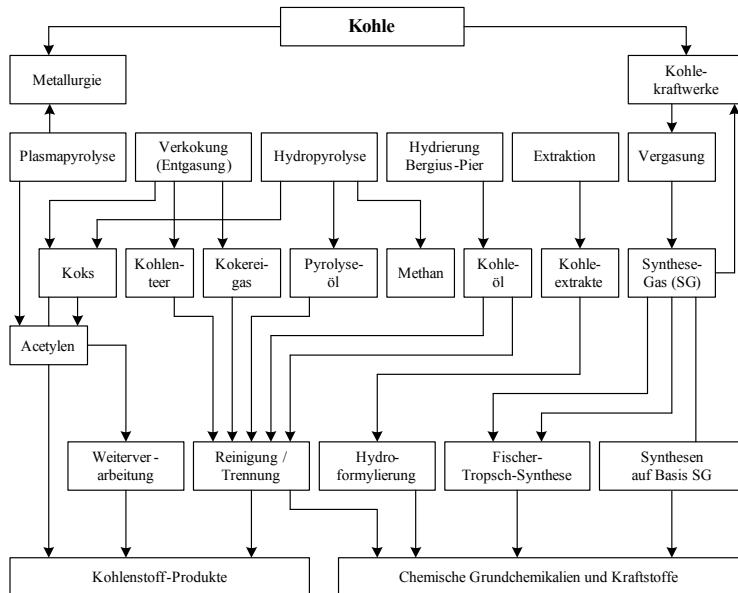 Kohle
Metallurgie
Kohle-
kraftwerke
Plasmapyrolyse
Verkokung
(Entgasung)
Hydropyrolyse
Hydrierung
Bergius-Pier
Extraktion
Vergasung
Koks
Kohlen-
teer
Kokerei-
gas
Pyrolyse-
öl
Methan
Kohle-
öl
Kohle-
extrakte
Synthese-
Gas (SG)
Acetylen
Weiterver-
arbeitung
Reinigung /
Trennung
Hydro-
formylierung
Fischer-
Tropsch-Synthese
Synthesen
auf Basis SG
Kohlenstoff-Produkte
Chemische Grundchemikalien und Kraftstoffe